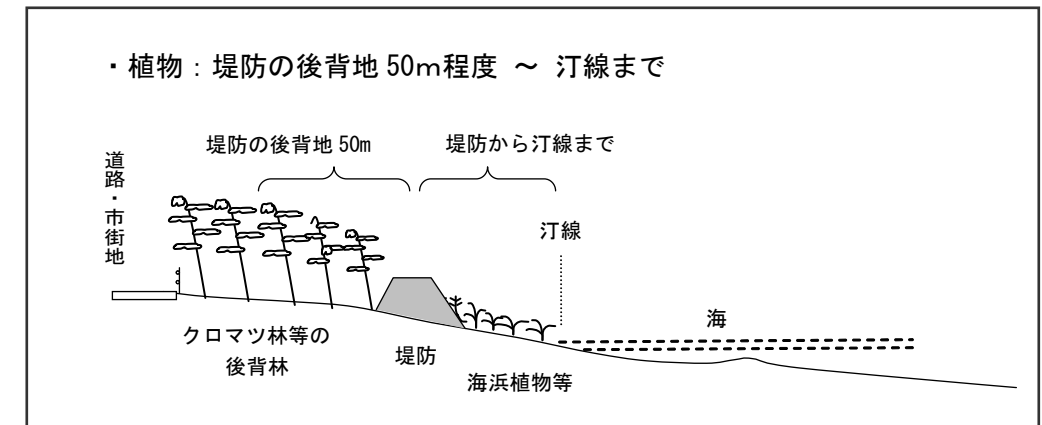 ・植物：堤防の後背地 50ｍ程度 ～ 汀線まで
堤防の後背地 50m
堤防から汀線まで
道路・市街地
汀線
海
クロマツ林等の
後背林
堤防
海浜植物等